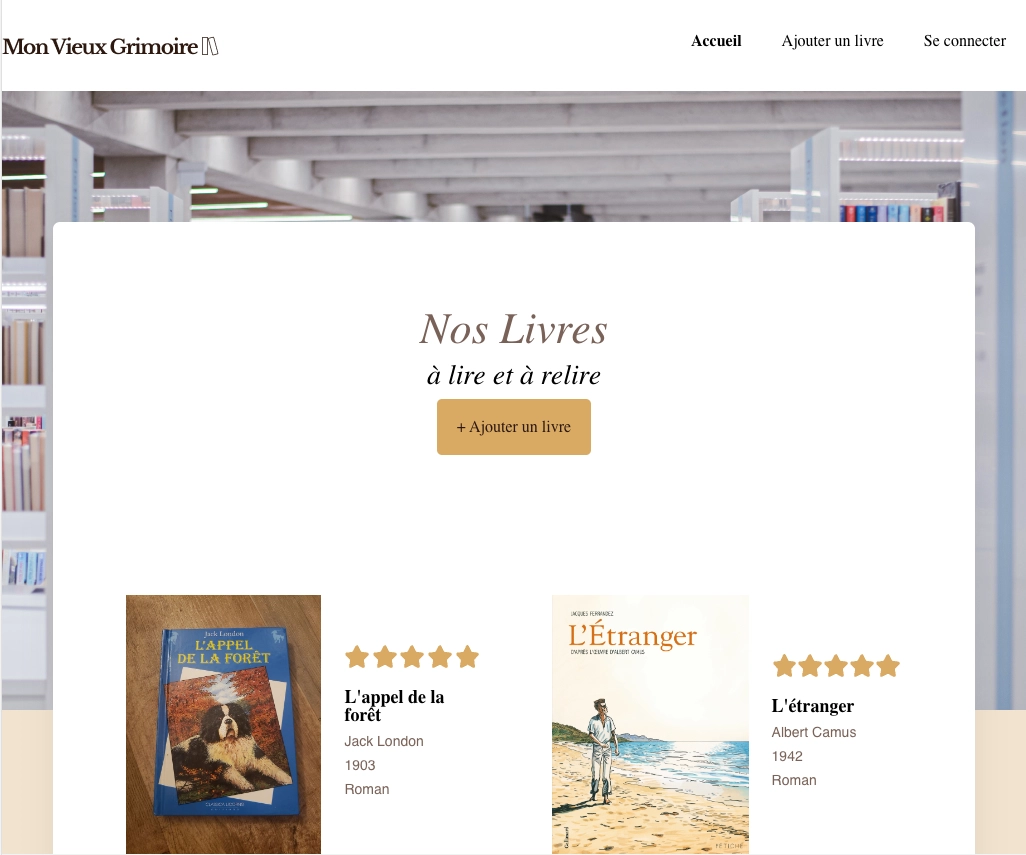 Mon Vieux Grimoire
Accueil
Ajouter un livre
Se connecter
Nos Livres
à lire et à relire
+ Ajouter un livre
Jack London
L'APPEL
DE LA FORÊT
L'appel de la
forêt
Jack London
1903
Roman
JACQUES FERRANDEZ
L'Étranger
D'APRÈS L'ŒUVRE D'ALBERT CAMUS
FÉTICHE
L'étranger
Albert Camus
1942
Roman